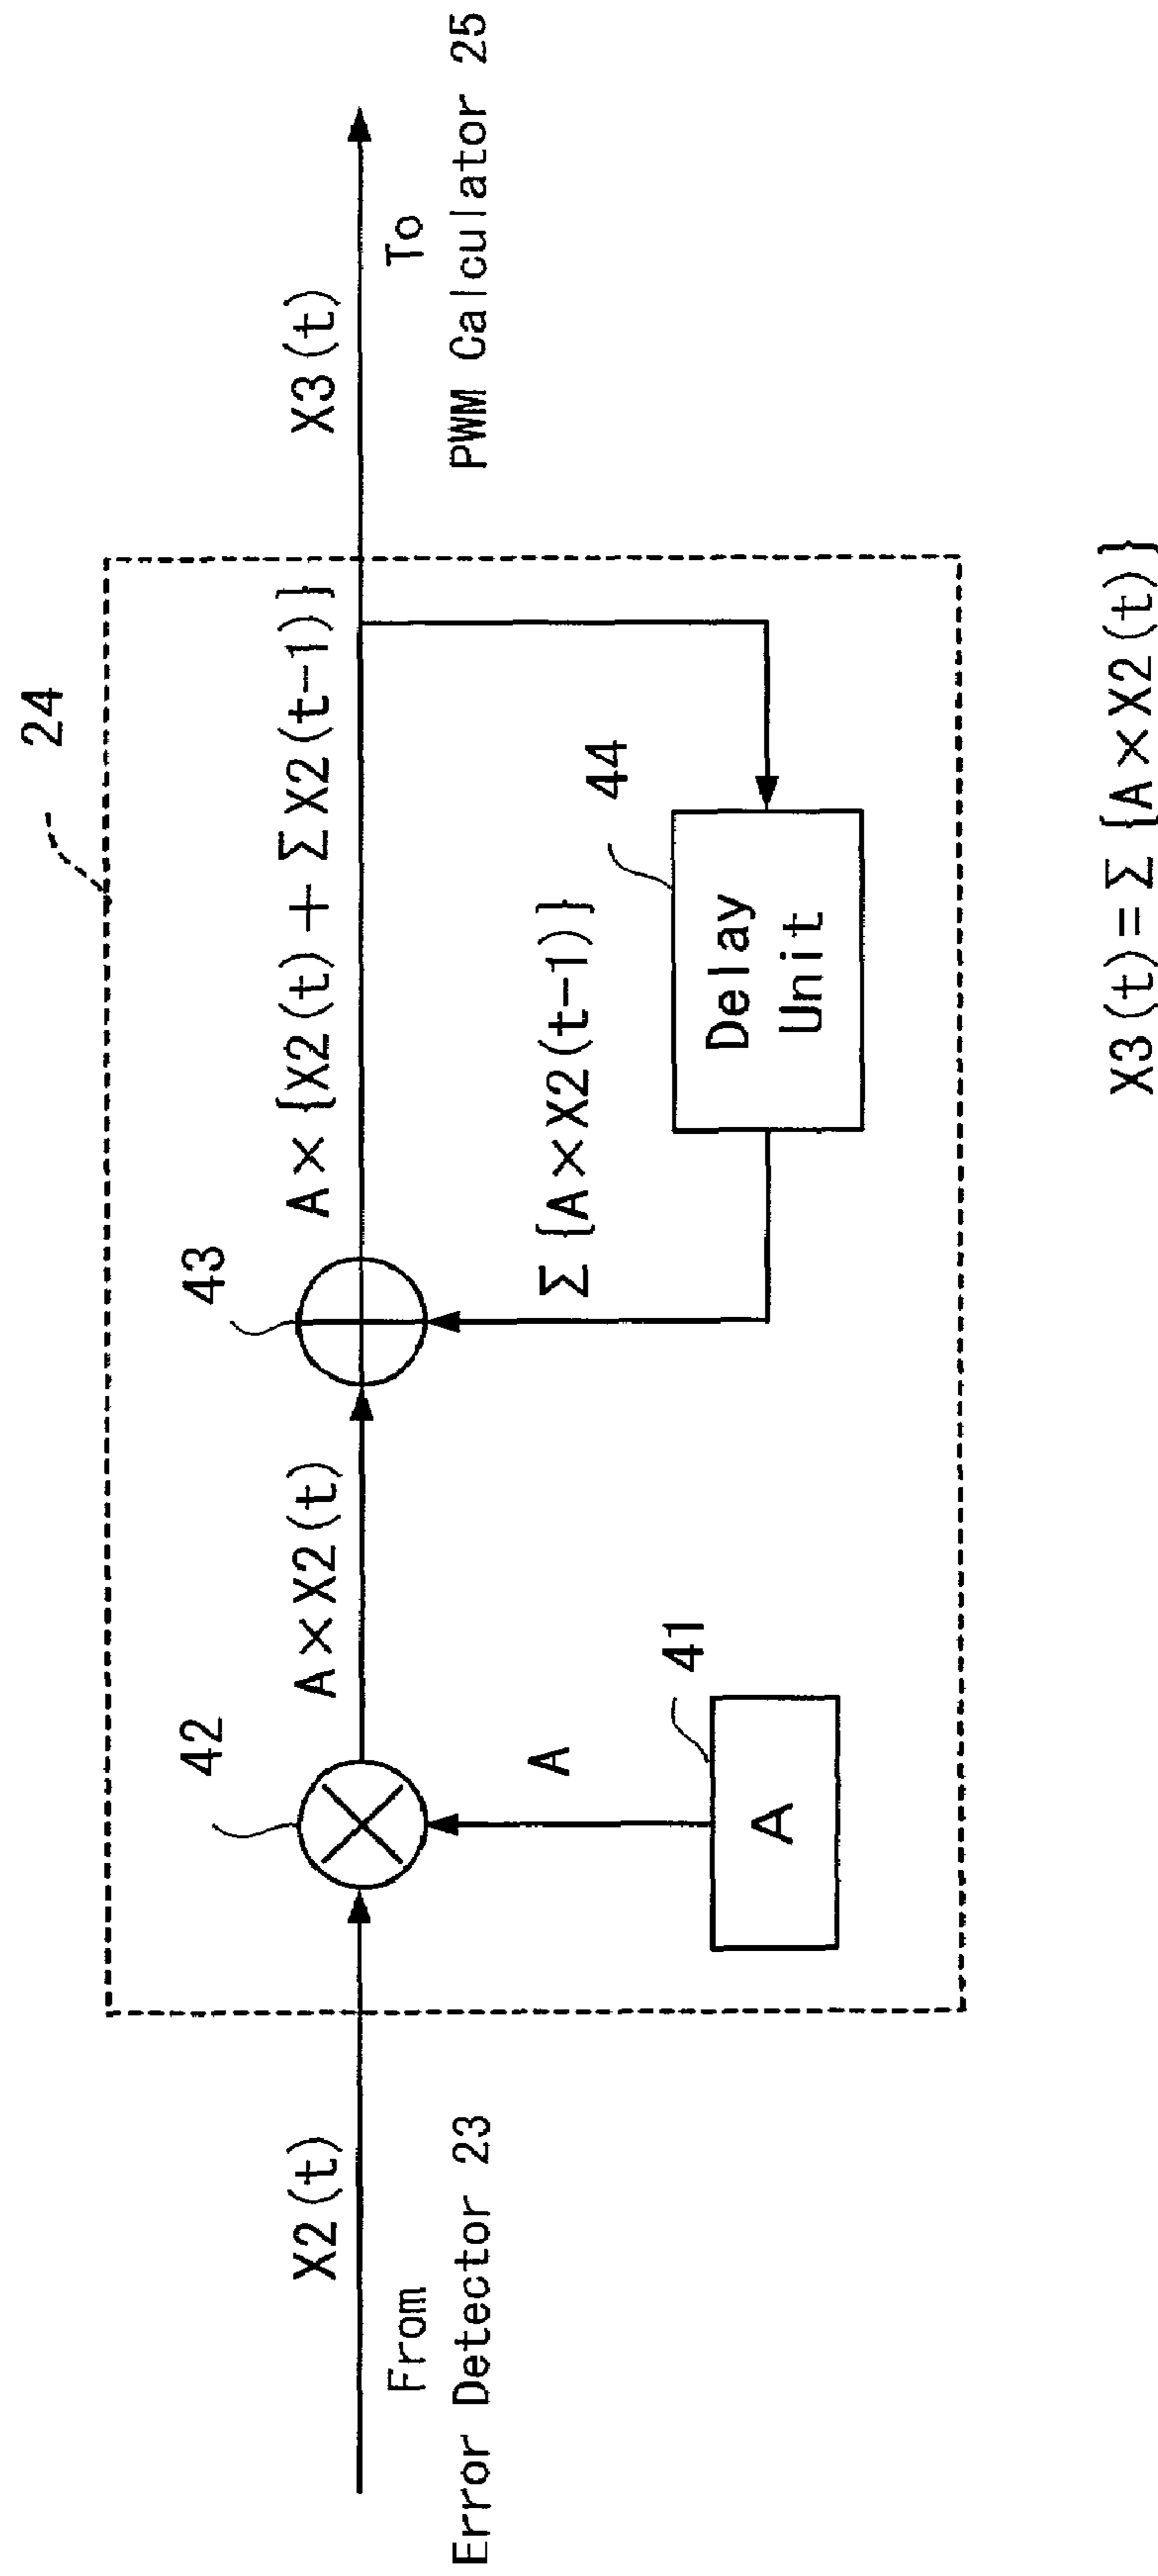 24
X2(t)
From
Error Detector 23
42
A×X2(t)
43
A×{X2(t)+ΣX2(t−1)}
X3(t)
To
PWM Calculator 25
A
41
A
Σ{A×X2(t−1)}
44
Delay
Unit
X3(t)=Σ{A×X2(t)}